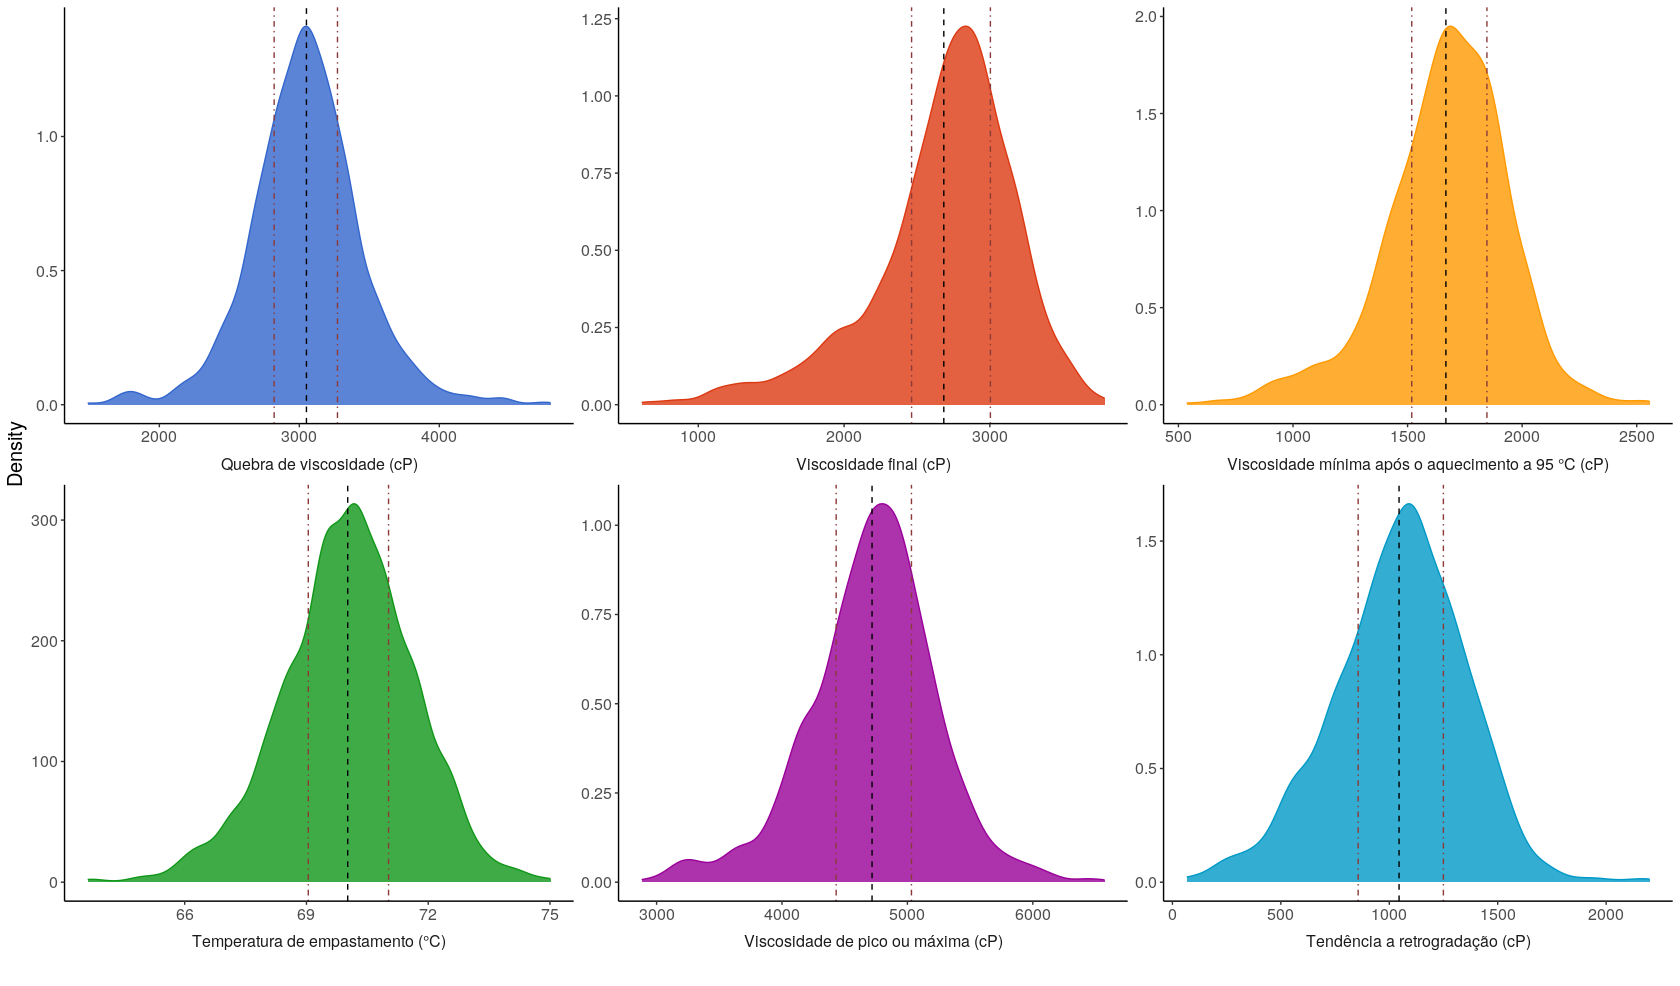 Density
1.0
0.5
0.0
2000 3000 4000
Quebra de viscosidade (cP)
1.25
1.00
0.75
0.50
0.25
0.00
1000 2000 3000
Viscosidade final (cP)
2.0
1.5
1.0
0.5
0.0
500 1000 1500 2000 2500
Viscosidade mínima após o aquecimento a 95 °C (cP)
300
200
100
0
66 69 72 75
Temperatura de empastamento (°C)
1.00
0.75
0.50
0.25
0.00
3000 4000 5000 6000
Viscosidade de pico ou máxima (cP)
1.5
1.0
0.5
0.0
0 500 1000 1500 2000
Tendência a retrogradação (cP)